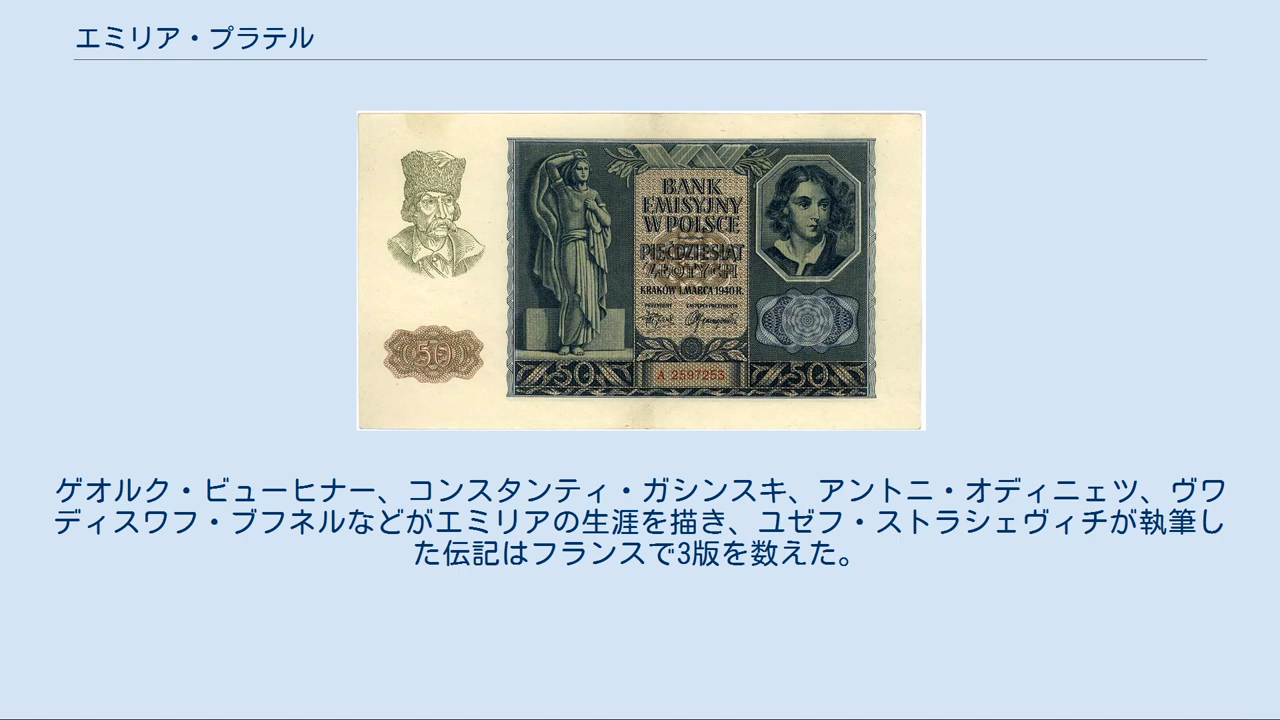 エミリア・プラテル
BANK
EMISYJNY
W POLSCE
PIĘĆDZIESIĄT
ZŁOTYCH
KRAKÓW 1. MARCA 1940 R.
PREZYDENT ZASTĘPCA PREZYDENTA
50
50
A 2597253
50
ゲオルク・ビューヒナー、コンスタンティ・ガシンスキ、アントニ・オディニェツ、ヴワ
ディスワフ・ブフネルなどがエミリアの生涯を描き、ユゼフ・ストラシェヴィチが執筆し
た伝記はフランスで3版を数えた。